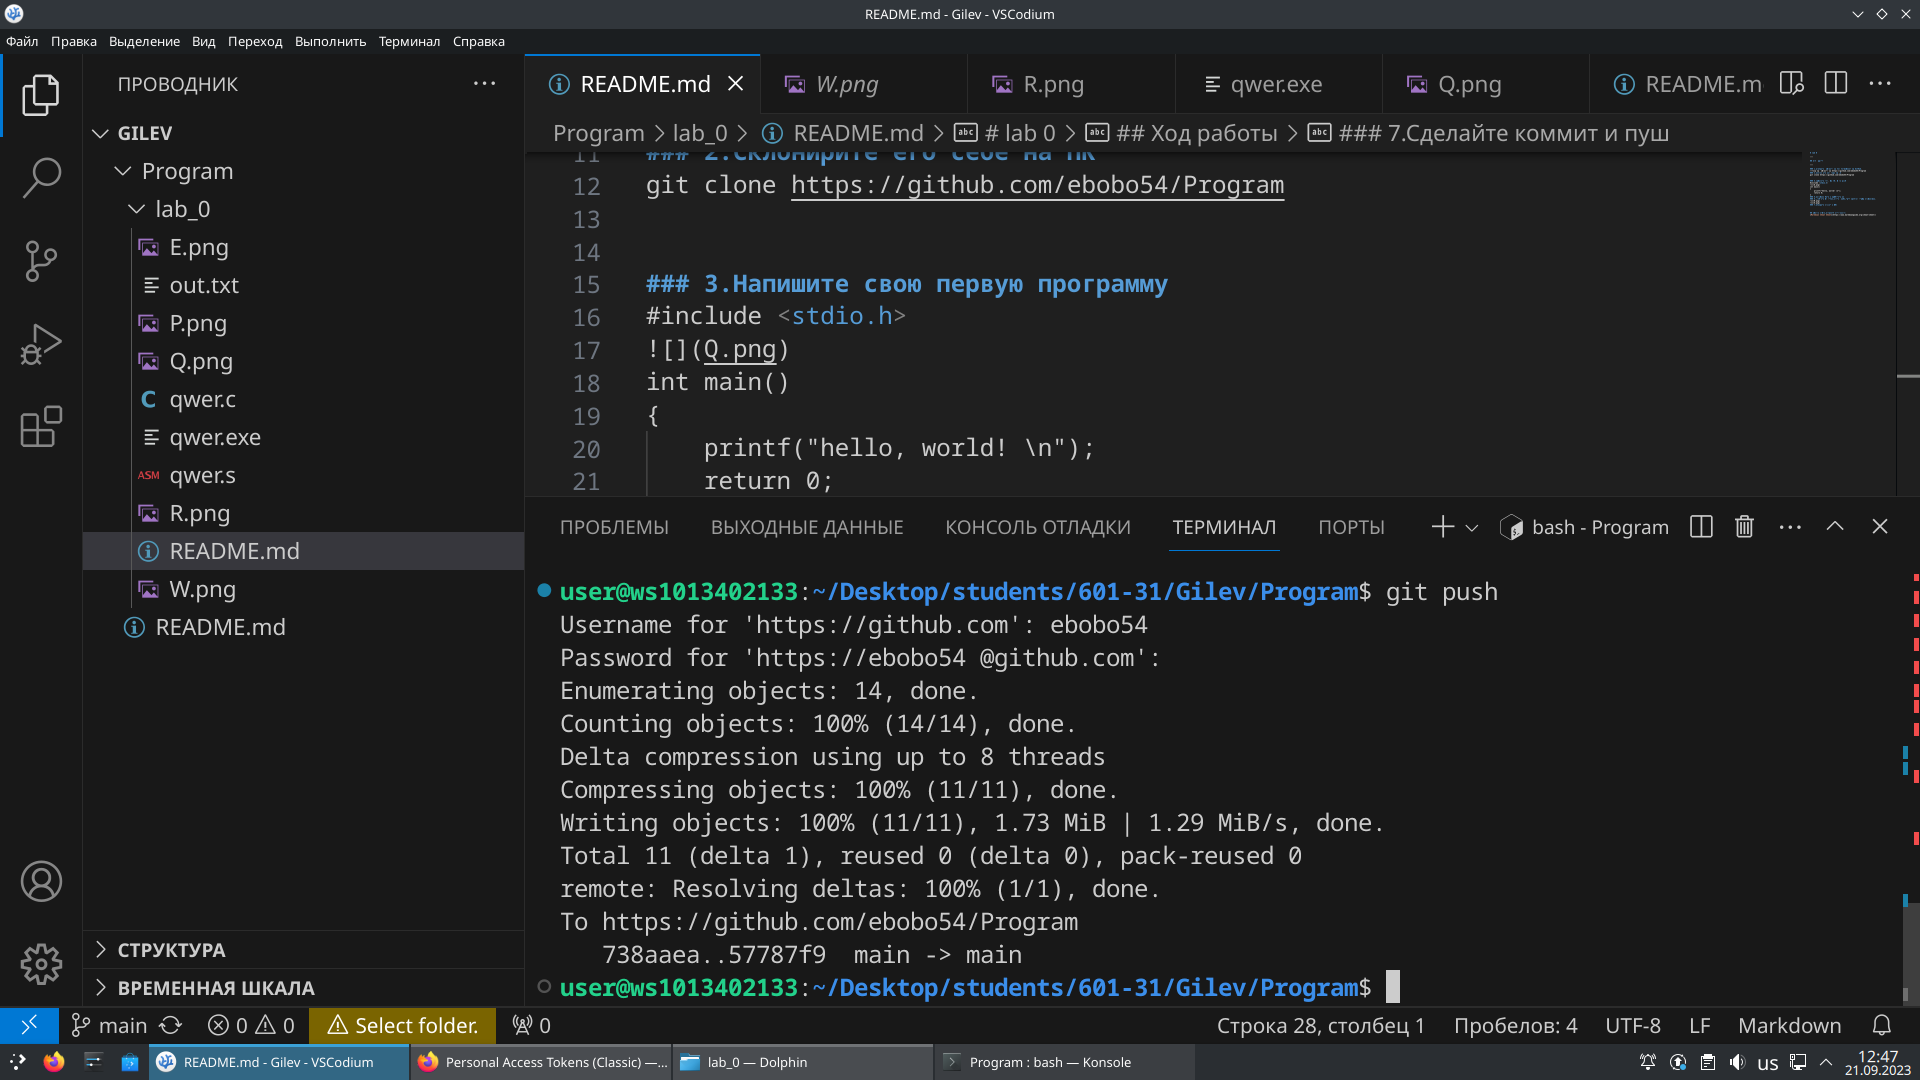 README.md - Gilev - VSCodium
Файл Правка Выделение Вид Переход Выполнить Терминал Справка
ПРОВОДНИК
README.md W.png R.png qwer.exe Q.png README.m
GILEV
Program > lab_0 > README.md > # lab 0 > ## Ход работы > ### 7.Сделайте коммит и пуш
Program
lab_0
E.png
out.txt
P.png
Q.png
qwer.c
qwer.exe
qwer.s
R.png
README.md
W.png
README.md
11 ### 2.Склонирите его себе на пк
12 git clone https://github.com/ebobo54/Program
13
14
15 ### 3.Напишите свою первую программу
16 #include <stdio.h>
17 ![](Q.png)
18 int main()
19 {
20 printf("hello, world! \n");
21 return 0;
ПРОБЛЕМЫ ВЫХОДНЫЕ ДАННЫЕ КОНСОЛЬ ОТЛАДКИ ТЕРМИНАЛ ПОРТЫ bash - Program
user@ws1013402133:~/Desktop/students/601-31/Gilev/Program$ git push
Username for 'https://github.com': ebobo54
Password for 'https://ebobo54 @github.com':
Enumerating objects: 14, done.
Counting objects: 100% (14/14), done.
Delta compression using up to 8 threads
Compressing objects: 100% (11/11), done.
Writing objects: 100% (11/11), 1.73 MiB | 1.29 MiB/s, done.
Total 11 (delta 1), reused 0 (delta 0), pack-reused 0
remote: Resolving deltas: 100% (1/1), done.
To https://github.com/ebobo54/Program
738aaea..57787f9 main -> main
user@ws1013402133:~/Desktop/students/601-31/Gilev/Program$
СТРУКТУРА
ВРЕМЕННАЯ ШКАЛА
main 0 0 Select folder. 0 Строка 28, столбец 1 Пробелов: 4 UTF-8 LF Markdown
README.md - Gilev - VSCodium Personal Access Tokens (Classic) —... lab_0 — Dolphin Program : bash — Konsole us 12:47
21.09.2023